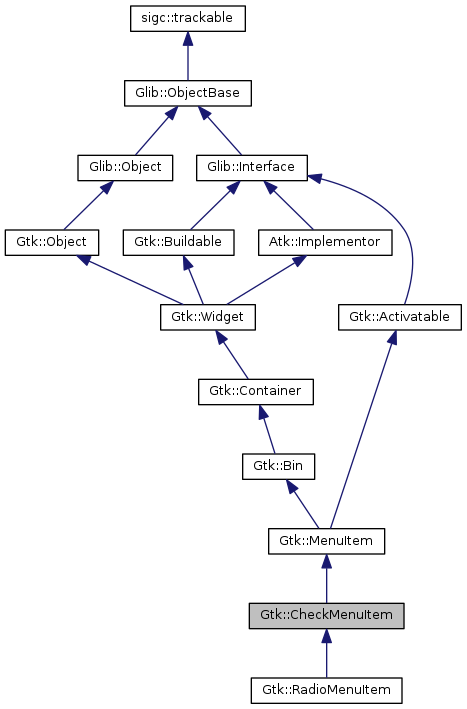 sigc::trackable
Glib::ObjectBase
Glib::Object
Glib::Interface
Gtk::Object
Gtk::Buildable
Atk::Implementor
Gtk::Widget
Gtk::Activatable
Gtk::Container
Gtk::Bin
Gtk::MenuItem
Gtk::CheckMenuItem
Gtk::RadioMenuItem